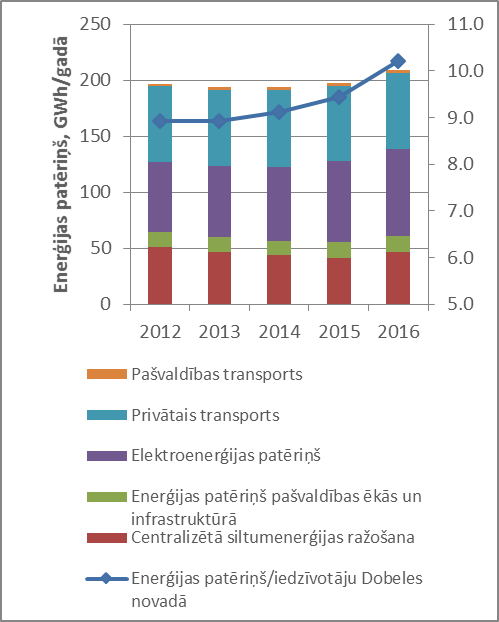 Enerģijas patēriņš, GWh/gadā
250
200
150
100
50
0
11.0
10.0
9.0
8.0
7.0
6.0
5.0
2012 2013 2014 2015 2016
Pašvaldības transports
Privātais transports
Elektroenerģijas patēriņš
Enerģijas patēriņš pašvaldības ēkās un
infrastruktūrā
Centralizētā siltumenerģijas ražošana
Enerģijas patēriņš/iedzīvotāju Dobeles
novadā